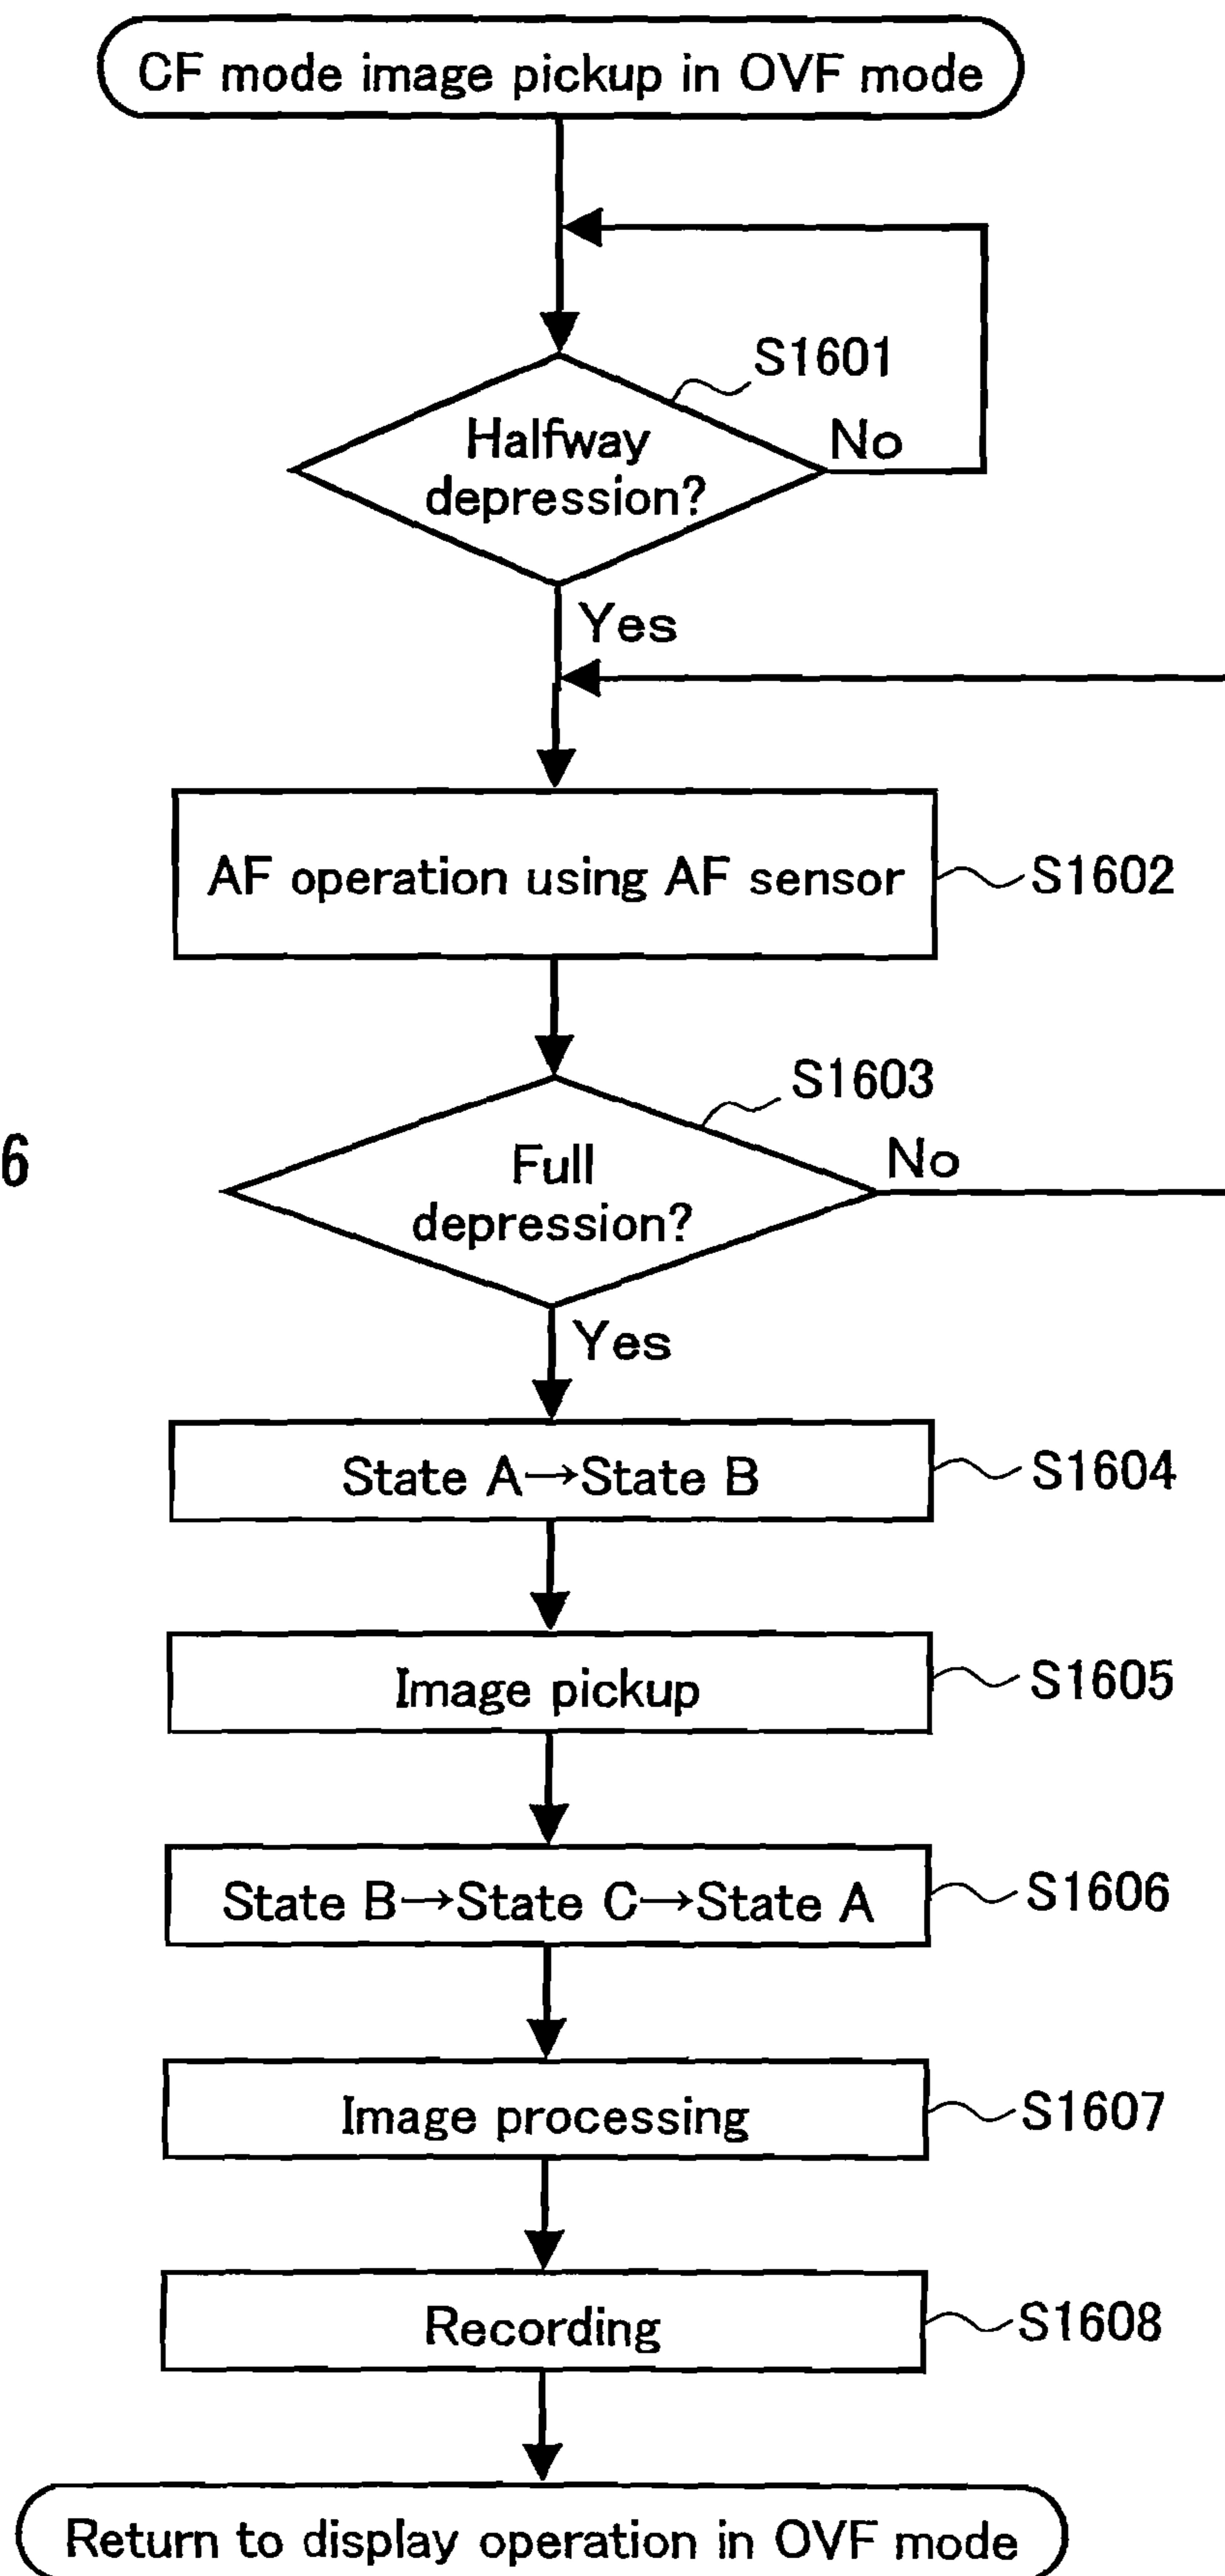 CF mode image pickup in OVF mode
S1601
Halfway
depression?
No
Yes
AF operation using AF sensor
S1602
S1603
6
Full
depression?
No
Yes
State A→State B
S1604
Image pickup
S1605
State B→State C→State A
S1606
Image processing
S1607
Recording
S1608
Return to display operation in OVF mode